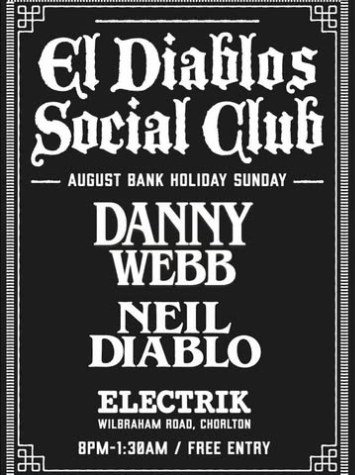 El Diablos
Social Club
AUGUST BANK HOLIDAY SUNDAY
DANNY
WEBB
NEIL
DIABLO
ELECTRIK
WILBRAHAM ROAD, CHORLTON
8PM-1:30AM / FREE ENTRY